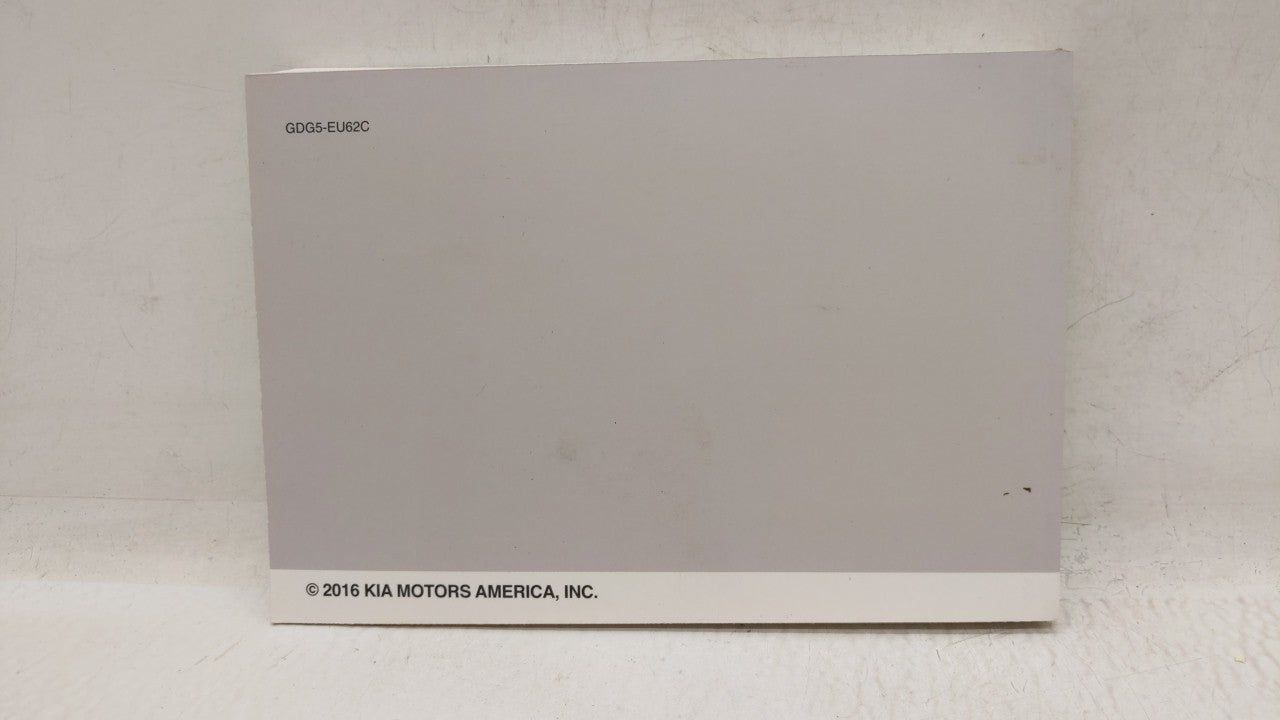 GDG5-EU62C
© 2016 KIA MOTORS AMERICA, INC.